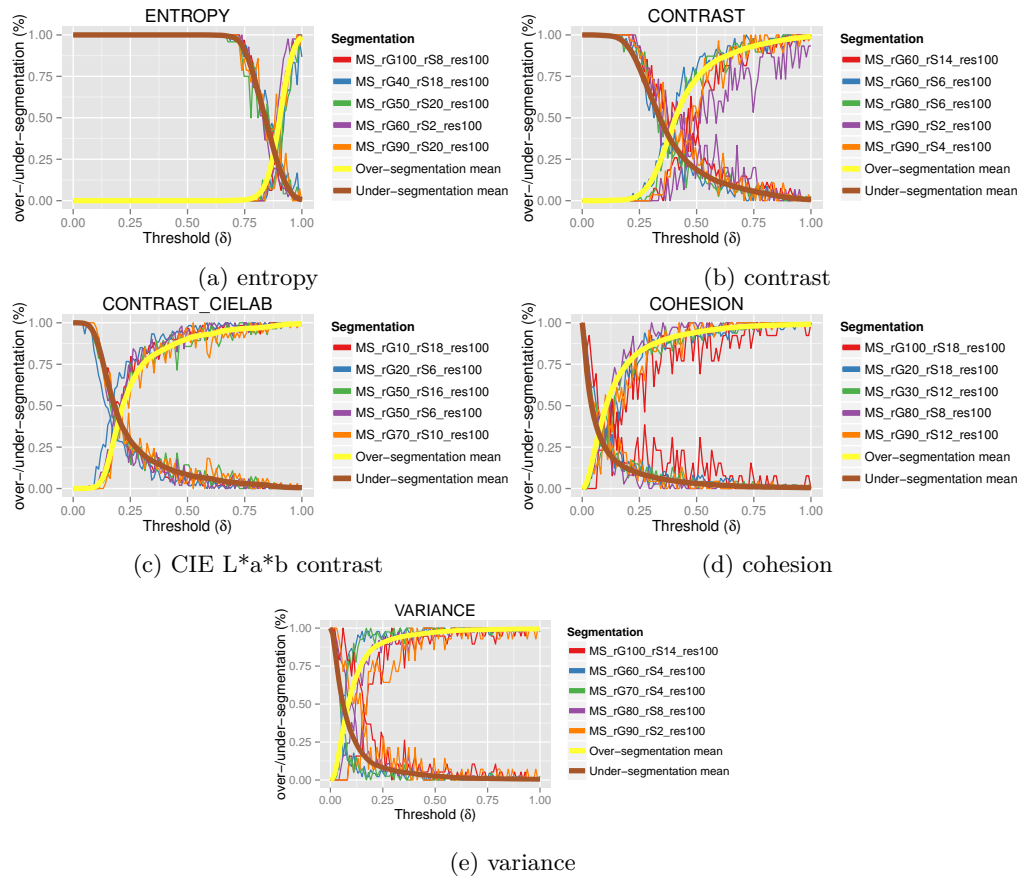 ENTROPY
over-/under-segmentation (%)
1.00
0.75
0.50
0.25
0.00
0.00 0.25 0.50 0.75 1.00
Threshold (δ)
Segmentation
MS_rG100_rS8_res100
MS_rG40_rS18_res100
MS_rG50_rS20_res100
MS_rG60_rS2_res100
MS_rG90_rS20_res100
Over-segmentation mean
Under-segmentation mean
(a) entropy
CONTRAST
over-/under-segmentation (%)
1.00
0.75
0.50
0.25
0.00
0.00 0.25 0.50 0.75 1.00
Threshold (δ)
Segmentation
MS_rG60_rS14_res100
MS_rG60_rS6_res100
MS_rG80_rS6_res100
MS_rG90_rS2_res100
MS_rG90_rS4_res100
Over-segmentation mean
Under-segmentation mean
(b) contrast
CONTRAST_CIELAB
over-/under-segmentation (%)
1.00
0.75
0.50
0.25
0.00
0.00 0.25 0.50 0.75 1.00
Threshold (δ)
Segmentation
MS_rG10_rS18_res100
MS_rG20_rS6_res100
MS_rG50_rS16_res100
MS_rG50_rS6_res100
MS_rG70_rS10_res100
Over-segmentation mean
Under-segmentation mean
(c) CIE L*a*b contrast
COHESION
over-/under-segmentation (%)
1.00
0.75
0.50
0.25
0.00
0.00 0.25 0.50 0.75 1.00
Threshold (δ)
Segmentation
MS_rG100_rS18_res100
MS_rG20_rS18_res100
MS_rG30_rS12_res100
MS_rG80_rS8_res100
MS_rG90_rS12_res100
Over-segmentation mean
Under-segmentation mean
(d) cohesion
VARIANCE
over-/under-segmentation (%)
1.00
0.75
0.50
0.25
0.00
0.00 0.25 0.50 0.75 1.00
Threshold (δ)
Segmentation
MS_rG100_rS14_res100
MS_rG60_rS4_res100
MS_rG70_rS4_res100
MS_rG80_rS8_res100
MS_rG90_rS2_res100
Over-segmentation mean
Under-segmentation mean
(e) variance